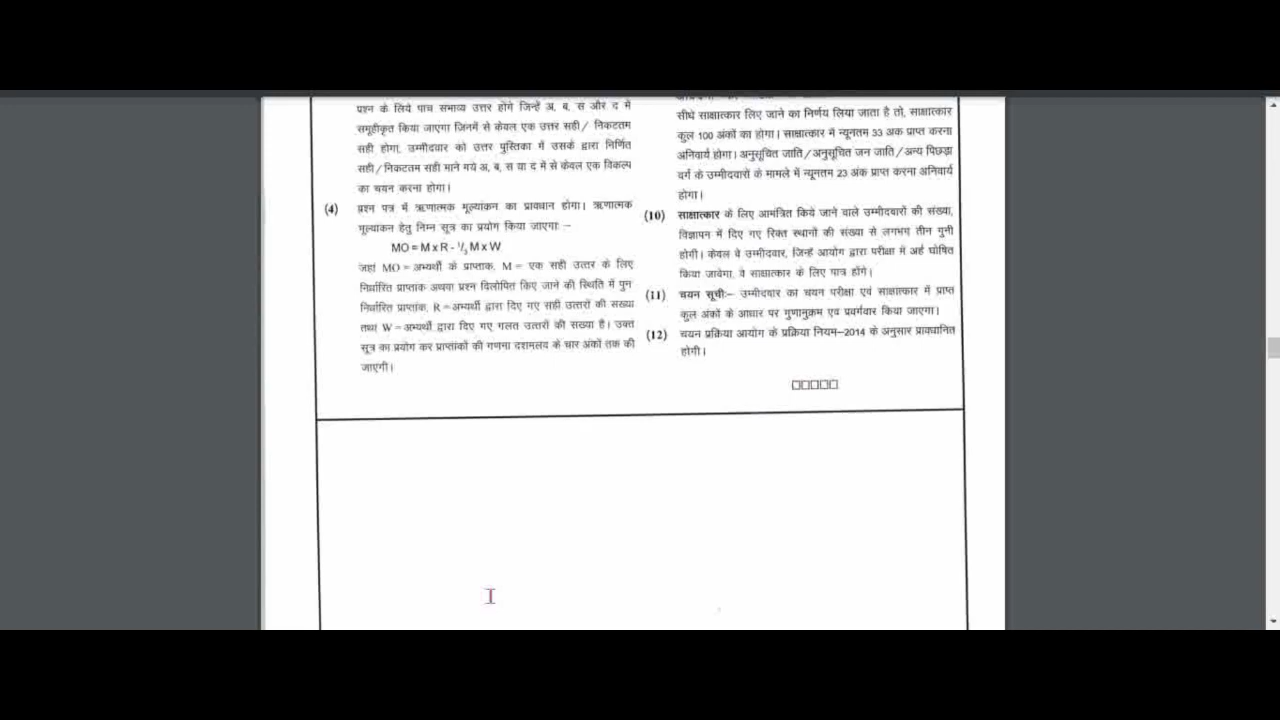 प्रश्न के लिये पाच सभाव्य उत्तर होंगे जिन्हें अ, ब, स और द में
समूहीकृत किया जाएगा जिनमें से केवल एक उत्तर सही / निकटतम
सही होगा, उम्मीदवार को उत्तर पुस्तिका में उसके द्वारा निर्णित
सही/निकटतम सही माने गये अ, ब, स या द में से केवल एक विकल्प
का चयन करना होगा।
(4) प्रश्न पत्र में ऋणात्मक मूल्यांकन का प्रावधान होगा। ऋणात्मक
मूल्यांकन हेतु निम्न सूत्र का प्रयोग किया जाएगाः –
MO = M x R - 1/3 M x W
जहां MO = अभ्यर्थी के प्राप्ताक, M = एक सही उत्तर के लिए
निर्धारित प्राप्ताक अथवा प्रश्न विलोपित किए जाने की स्थिति में पुन
र्निधारित प्राप्तांक, R = अभ्यर्थी द्वारा दिए गए सही उत्तरों की सख्या
तथा W = अभ्यर्थी द्वारा दिए गए गलत उत्तरों की सख्या है। उक्त
सूत्र का प्रयोग कर प्राप्तांकों की गणना दशमलव के चार अंकों तक की
जाएगी।
सीधे साक्षात्कार लिए जाने का निर्णय लिया जाता है तो, साक्षात्कार
कुल 100 अंकों का होगा। साक्षात्कार में न्यूनतम 33 अक प्राप्त करना
अनिवार्य होगा। अनुसूचित जाति/अनुसूचित जन जाति/अन्य पिछड़ा
वर्ग के उम्मीदवारों के मामले में न्यूनतम 23 अंक प्राप्त करना अनिवार्य
होगा।
(10) साक्षात्कार के लिए आमंत्रित किये जाने वाले उम्मीदवारों की संख्या,
विज्ञापन में दिए गए रिक्त स्थानों की संख्या से लगभग तीन गुनी
होगी। केवल वे उम्मीदवार, जिन्हें आयोग द्वारा परीक्षा में अर्ह घोषित
किया जावेगा, वे साक्षात्कार के लिए पात्र होंगे।
(11) चयन सूची:– उम्मीदवार का चयन परीक्षा एवं साक्षात्कार में प्राप्त
कुल अंकों के आधार पर गुणानुक्रम एवं प्रवर्गवार किया जाएगा।
(12) चयन प्रक्रिया आयोग के प्रक्रिया नियम–2014 के अनुसार प्रावधानित
होगी।